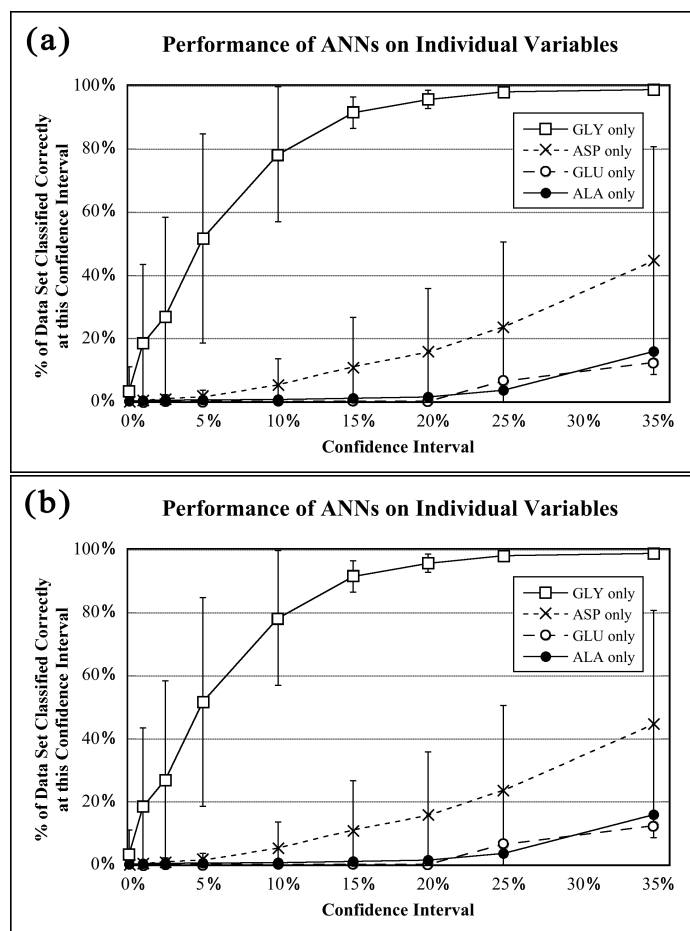 (a)
Performance of ANNs on Individual Variables
% of Data Set Classified Correctly
at this Confidence Interval
100%
80%
60%
40%
20%
0%
GLY only
ASP only
GLU only
ALA only
0% 5% 10% 15% 20% 25% 30% 35%
Confidence Interval
(b)
Performance of ANNs on Individual Variables
% of Data Set Classified Correctly
at this Confidence Interval
100%
80%
60%
40%
20%
0%
GLY only
ASP only
GLU only
ALA only
0% 5% 10% 15% 20% 25% 30% 35%
Confidence Interval